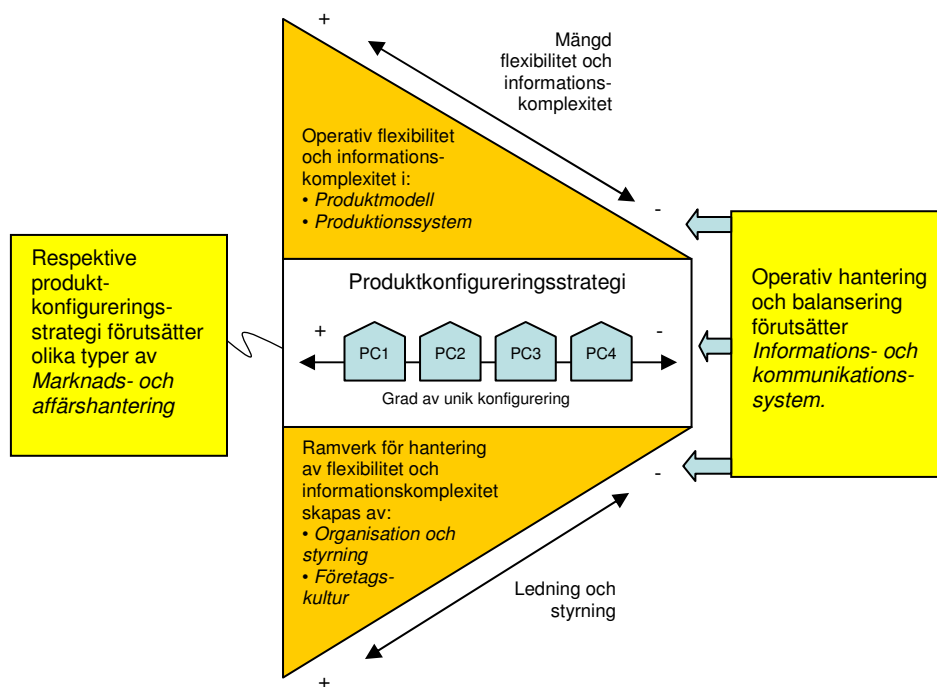 +
Mängd
flexibilitet och
informations-
komplexitet
Operativ flexibilitet
och informations-
komplexitet i:
• Produktmodell
• Produktionssystem
-
Respektive
produkt-
konfigurerings-
strategi förutsätter
olika typer av
Marknads- och
affärshantering
Produktkonfigureringsstrategi
+
-
PC1 PC2 PC3 PC4
Grad av unik konfigurering
Operativ hantering
och balansering
förutsätter
Informations- och
kommunikations-
system.
Ramverk för hantering
av flexibilitet och
informationskomplexitet
skapas av:
• Organisation och
styrning
• Företags-
kultur
-
Ledning och
styrning
+